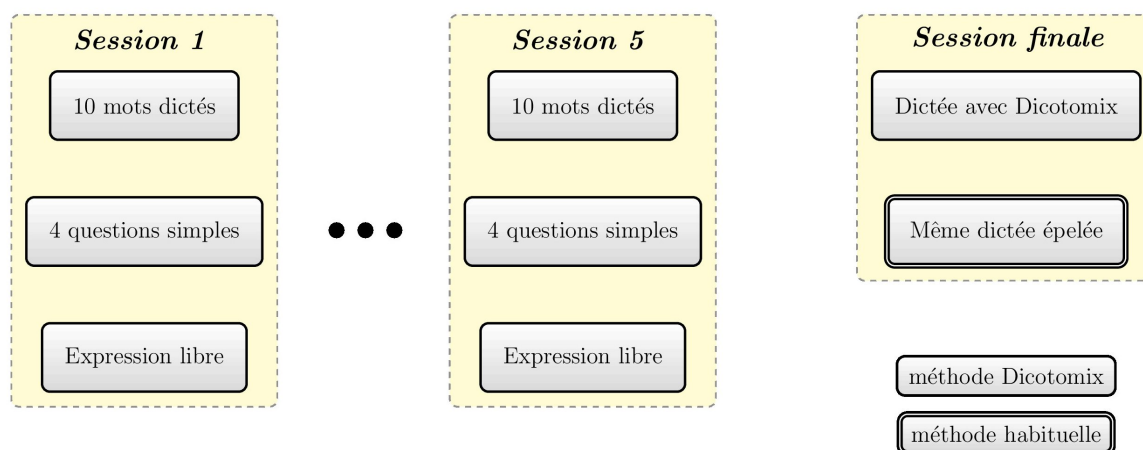 Session 1
10 mots dictés
4 questions simples
Expression libre
Session 5
10 mots dictés
4 questions simples
Expression libre
Session finale
Dictée avec Dicotomix
Même dictée épelée
méthode Dicotomix
méthode habituelle